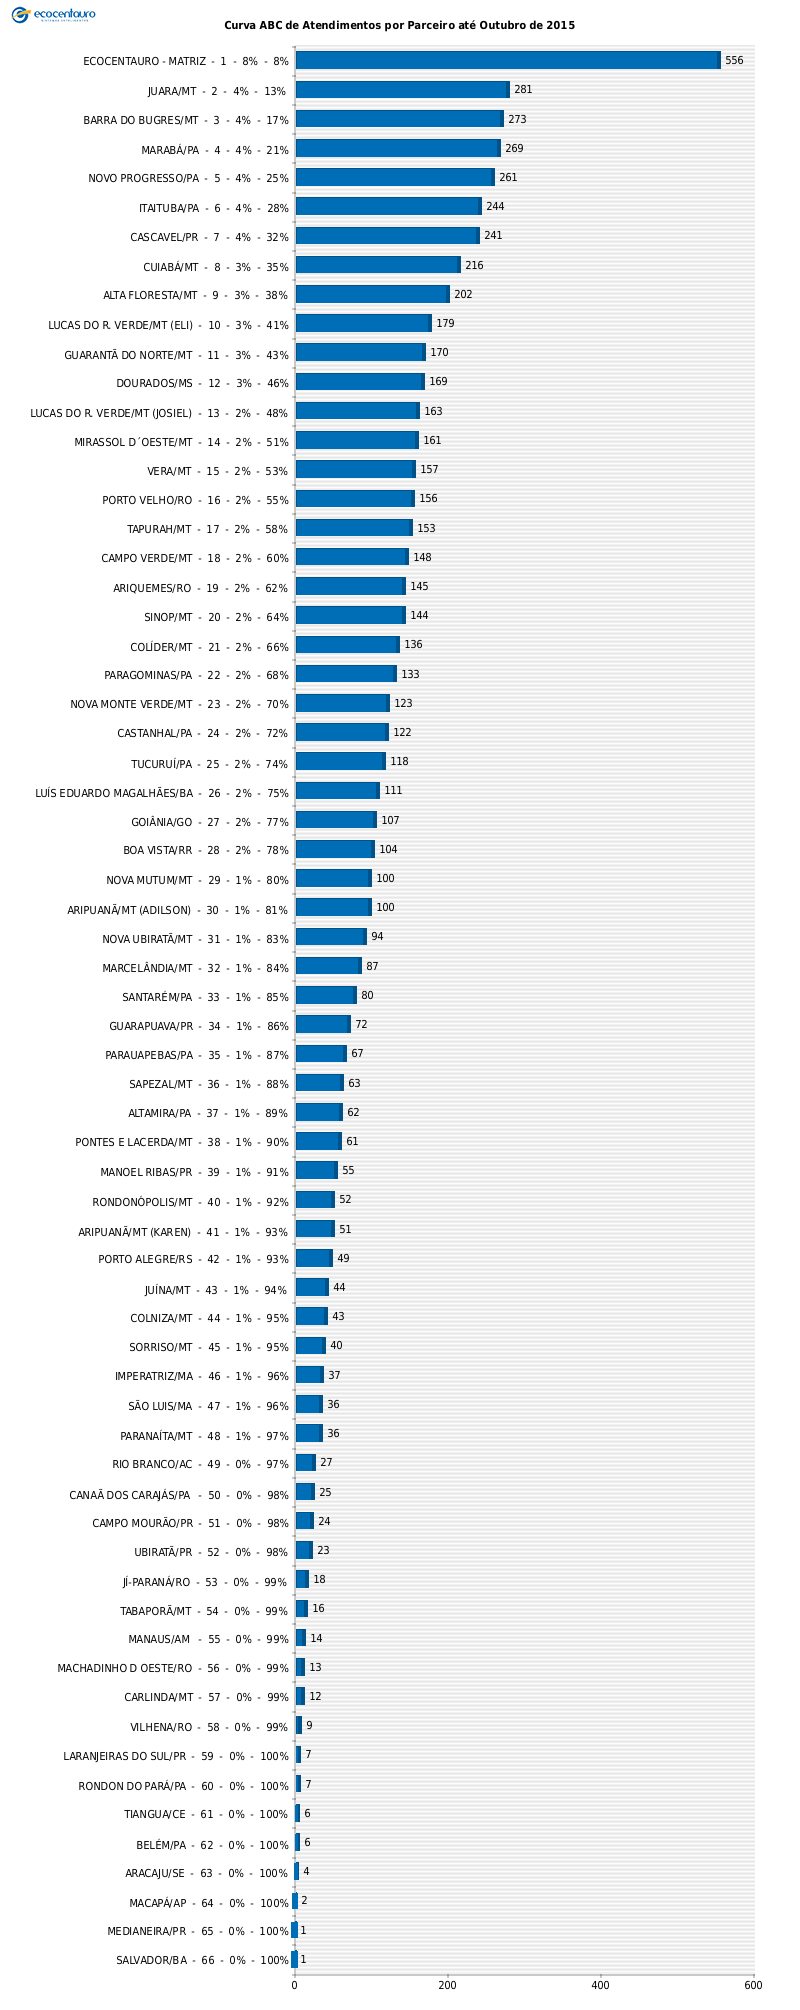 ecocentauro
Curva ABC de Atendimentos por Parceiro até Outubro de 2015
ECOCENTAURO - MATRIZ - 1 - 8% - 8% 556
JUARA/MT - 2 - 4% - 13% 281
BARRA DO BUGRES/MT - 3 - 4% - 17% 273
MARABÁ/PA - 4 - 4% - 21% 269
NOVO PROGRESSO/PA - 5 - 4% - 25% 261
ITAITUBA/PA - 6 - 4% - 28% 244
CASCAVEL/PR - 7 - 4% - 32% 241
CUIABÁ/MT - 8 - 3% - 35% 216
ALTA FLORESTA/MT - 9 - 3% - 38% 202
LUCAS DO R. VERDE/MT (ELI) - 10 - 3% - 41% 179
GUARANTÃ DO NORTE/MT - 11 - 3% - 43% 170
DOURADOS/MS - 12 - 3% - 46% 169
LUCAS DO R. VERDE/MT (JOSIEL) - 13 - 2% - 48% 163
MIRASSOL D´OESTE/MT - 14 - 2% - 51% 161
VERA/MT - 15 - 2% - 53% 157
PORTO VELHO/RO - 16 - 2% - 55% 156
TAPURAH/MT - 17 - 2% - 58% 153
CAMPO VERDE/MT - 18 - 2% - 60% 148
ARIQUEMES/RO - 19 - 2% - 62% 145
SINOP/MT - 20 - 2% - 64% 144
COLÍDER/MT - 21 - 2% - 66% 136
PARAGOMINAS/PA - 22 - 2% - 68% 133
NOVA MONTE VERDE/MT - 23 - 2% - 70% 123
CASTANHAL/PA - 24 - 2% - 72% 122
TUCURUÍ/PA - 25 - 2% - 74% 118
LUÍS EDUARDO MAGALHÃES/BA - 26 - 2% - 75% 111
GOIÂNIA/GO - 27 - 2% - 77% 107
BOA VISTA/RR - 28 - 2% - 78% 104
NOVA MUTUM/MT - 29 - 1% - 80% 100
ARIPUANÃ/MT (ADILSON) - 30 - 1% - 81% 100
NOVA UBIRATÃ/MT - 31 - 1% - 83% 94
MARCELÂNDIA/MT - 32 - 1% - 84% 87
SANTARÉM/PA - 33 - 1% - 85% 80
GUARAPUAVA/PR - 34 - 1% - 86% 72
PARAUAPEBAS/PA - 35 - 1% - 87% 67
SAPEZAL/MT - 36 - 1% - 88% 63
ALTAMIRA/PA - 37 - 1% - 89% 62
PONTES E LACERDA/MT - 38 - 1% - 90% 61
MANOEL RIBAS/PR - 39 - 1% - 91% 55
RONDONÓPOLIS/MT - 40 - 1% - 92% 52
ARIPUANÃ/MT (KAREN) - 41 - 1% - 93% 51
PORTO ALEGRE/RS - 42 - 1% - 93% 49
JUÍNA/MT - 43 - 1% - 94% 44
COLNIZA/MT - 44 - 1% - 95% 43
SORRISO/MT - 45 - 1% - 95% 40
IMPERATRIZ/MA - 46 - 1% - 96% 37
SÃO LUIS/MA - 47 - 1% - 96% 36
PARANAÍTA/MT - 48 - 1% - 97% 36
RIO BRANCO/AC - 49 - 0% - 97% 27
CANAÃ DOS CARAJÁS/PA - 50 - 0% - 98% 25
CAMPO MOURÃO/PR - 51 - 0% - 98% 24
UBIRATÃ/PR - 52 - 0% - 98% 23
JÍ-PARANÁ/RO - 53 - 0% - 99% 18
TABAPORÃ/MT - 54 - 0% - 99% 16
MANAUS/AM - 55 - 0% - 99% 14
MACHADINHO D OESTE/RO - 56 - 0% - 99% 13
CARLINDA/MT - 57 - 0% - 99% 12
VILHENA/RO - 58 - 0% - 99% 9
LARANJEIRAS DO SUL/PR - 59 - 0% - 100% 7
RONDON DO PARÁ/PA - 60 - 0% - 100% 7
TIANGUA/CE - 61 - 0% - 100% 6
BELÉM/PA - 62 - 0% - 100% 6
ARACAJU/SE - 63 - 0% - 100% 4
MACAPÁ/AP - 64 - 0% - 100% 2
MEDIANEIRA/PR - 65 - 0% - 100% 1
SALVADOR/BA - 66 - 0% - 100% 1
0 200 400 600